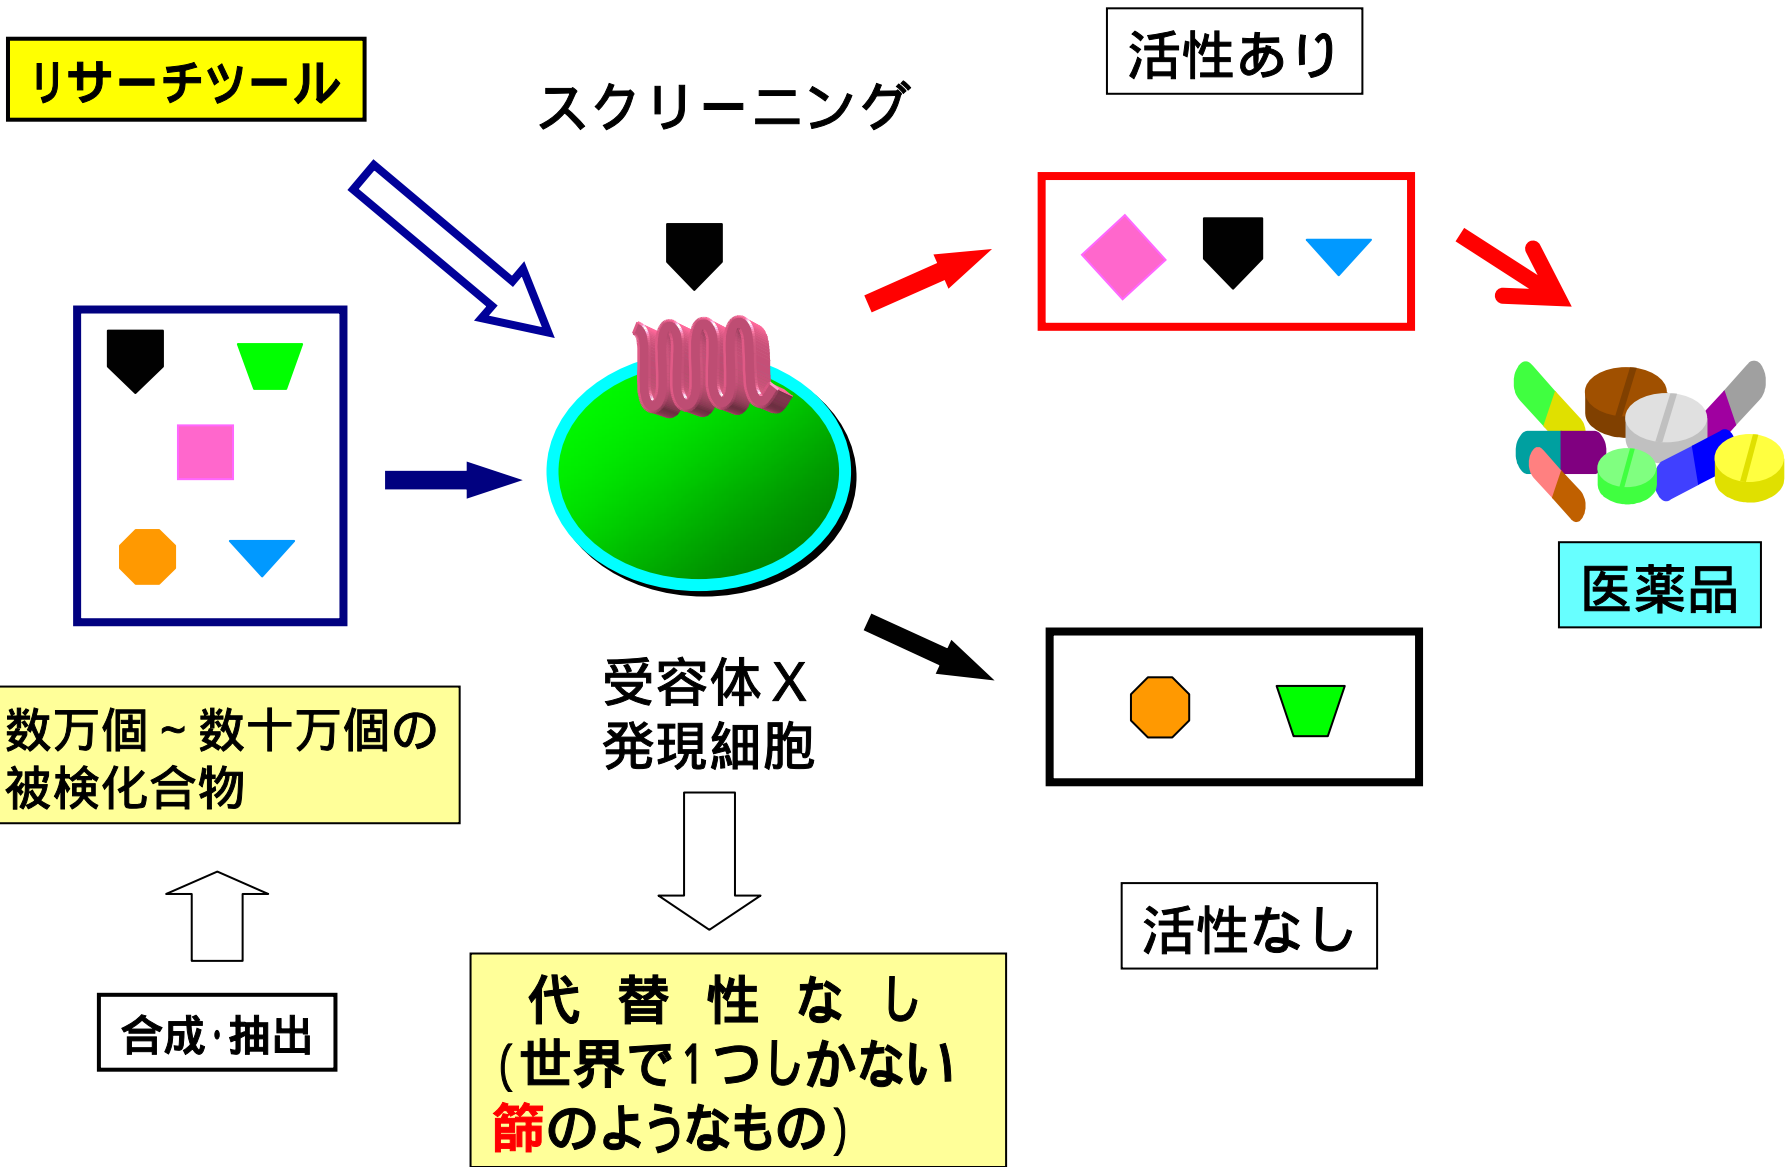 リサーチツール
スクリーニング
活性あり
数万個~数十万個の
被検化合物
合成・抽出
受容体X
発現細胞
代替性なし
(世界で1つしかない
篩のようなもの)
医薬品
活性なし